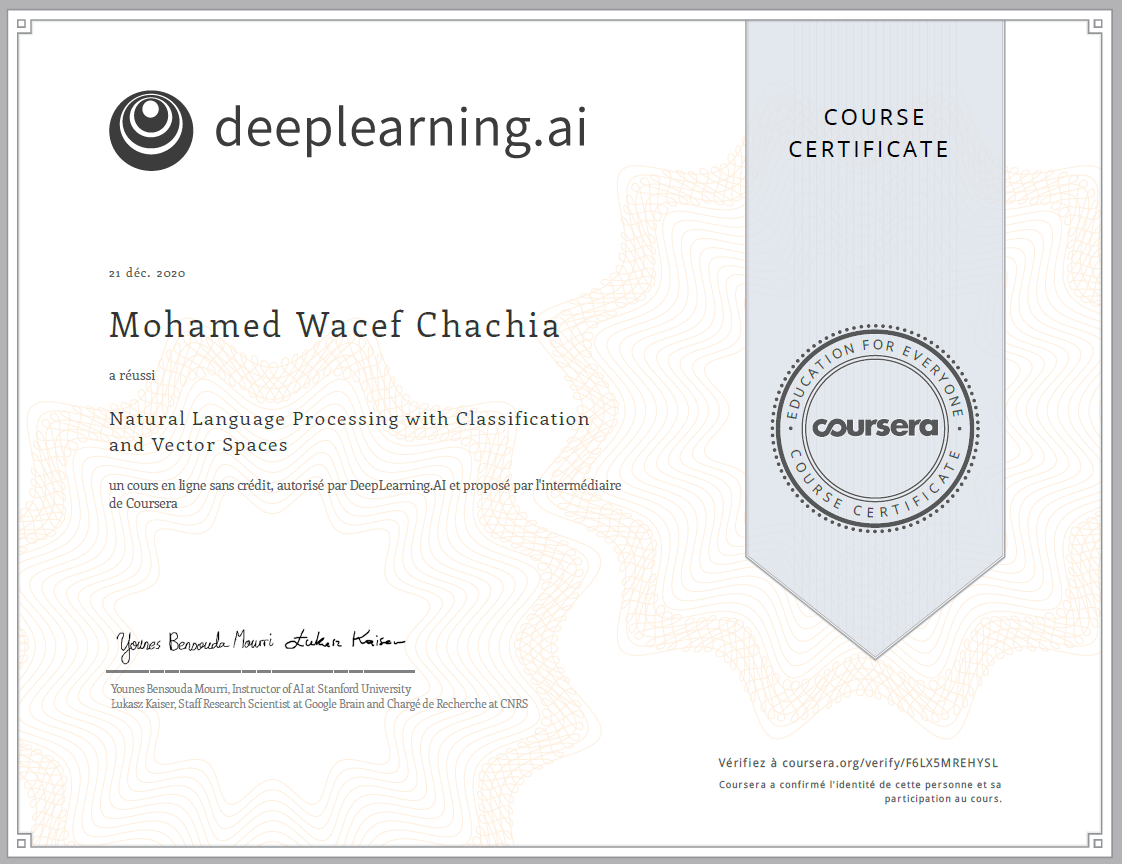 deeplearning.ai
COURSE
CERTIFICATE
21 déc. 2020
Mohamed Wacef Chachia
a réussi
Natural Language Processing with Classification
and Vector Spaces
un cours en ligne sans crédit, autorisé par DeepLearning.AI et proposé par l'intermédiaire
de Coursera
EDUCATION FOR EVERYONE
coursera
COURSE CERTIFICATE
Younes Bensouda Mourri Łukasz Kaiser
Younes Bensouda Mourri, Instructor of AI at Stanford University
Łukasz Kaiser, Staff Research Scientist at Google Brain and Chargé de Recherche at CNRS
Vérifiez à coursera.org/verify/F6LX5MREHYSL
Coursera a confirmé l'identité de cette personne et sa
participation au cours.